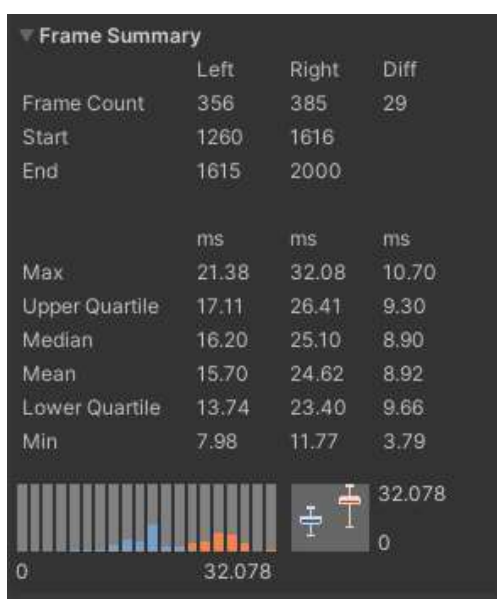 Frame Summary
Left Right Diff
Frame Count 356 385 29
Start 1260 1616
End 1615 2000
ms ms ms
Max 21.38 32.08 10.70
Upper Quartile 17.11 26.41 9.30
Median 16.20 25.10 8.90
Mean 15.70 24.62 8.92
Lower Quartile 13.74 23.40 9.66
Min 7.98 11.77 3.79
32.078
0
0 32.078